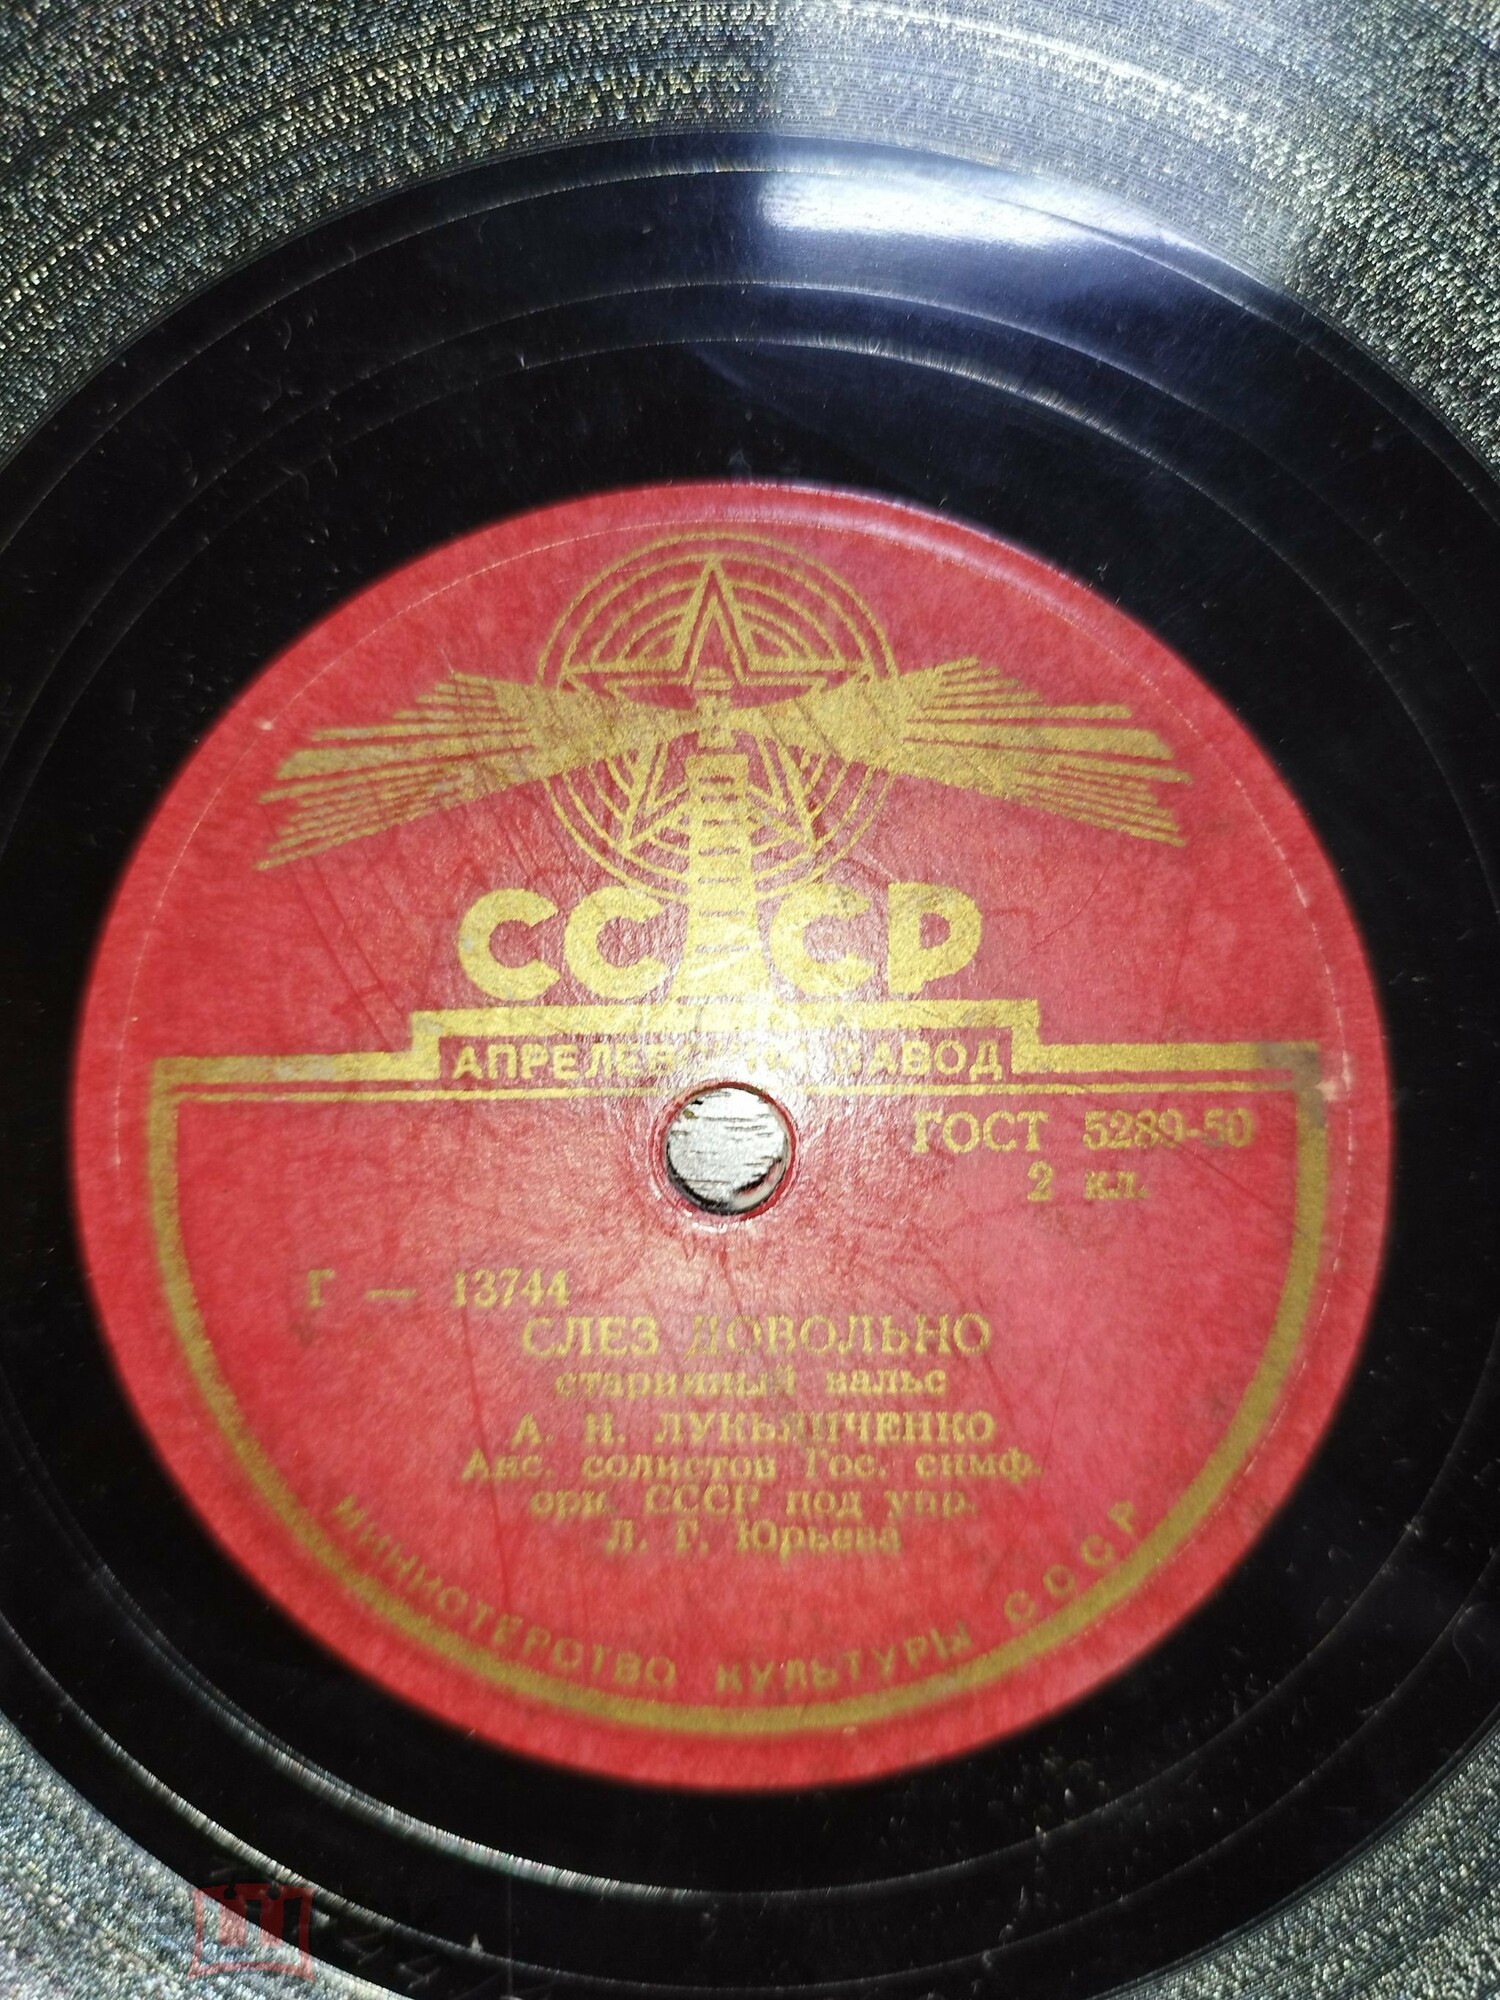 СССР
АПРЕЛЕВСКИЙ ЗАВОД
ГОСТ 5289-50
2 кл.
Г — 13744
СЛЕЗ ДОВОЛЬНО
старинный вальс
А. Н. ЛУКЬЯНЧЕНКО
Анс. солистов Гос. симф.
орк. СССР под упр.
Л. Г. Юрьева
МИНИСТЕРСТВО КУЛЬТУРЫ СССР